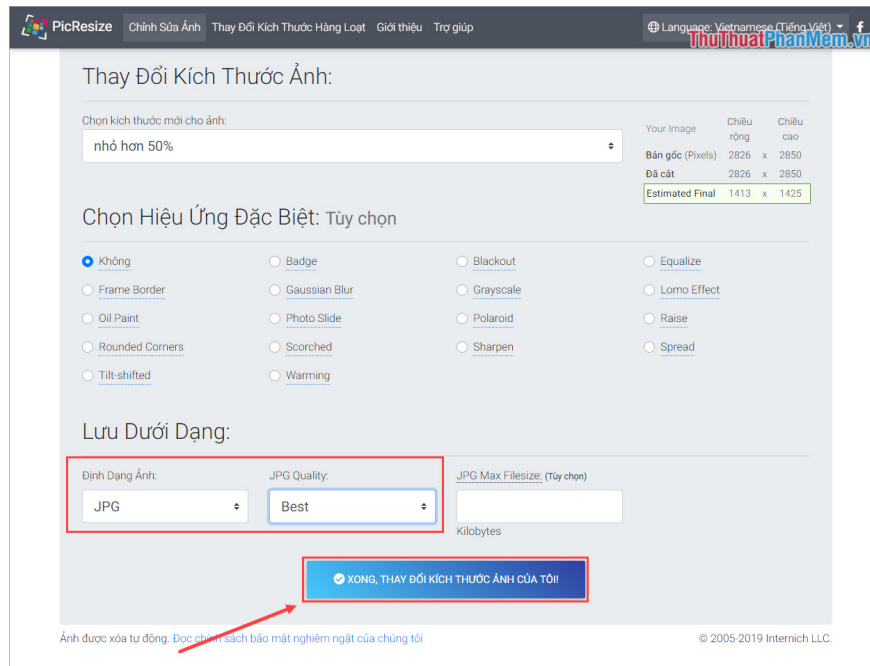 PicResize Chỉnh Sửa Ảnh Thay Đổi Kích Thước Hàng Loạt Giới thiệu Trợ giúp Language: Vietnamese (Tiếng Việt)
ThuThuatPhanMem.vn
Thay Đổi Kích Thước Ảnh:
Chọn kích thước mới cho ảnh:
nhỏ hơn 50%
Your Image Chiều rộng Chiều cao
Bản gốc (Pixels) 2826 x 2850
Đã cắt 2826 x 2850
Estimated Final 1413 x 1425
Chọn Hiệu Ứng Đặc Biệt: Tùy chọn
Không Badge Blackout Equalize
Frame Border Gaussian Blur Grayscale Lomo Effect
Oil Paint Photo Slide Polaroid Raise
Rounded Corners Scorched Sharpen Spread
Tilt-shifted Warming
Lưu Dưới Dạng:
Định Dạng Ảnh: JPG Quality: JPG Max Filesize: (Tùy chọn)
JPG Best
Kilobytes
XONG, THAY ĐỔI KÍCH THƯỚC ẢNH CỦA TÔI!
Ảnh được xóa tự động. Đọc chính sách bảo mật nghiêm ngặt của chúng tôi © 2005-2019 Internich LLC.